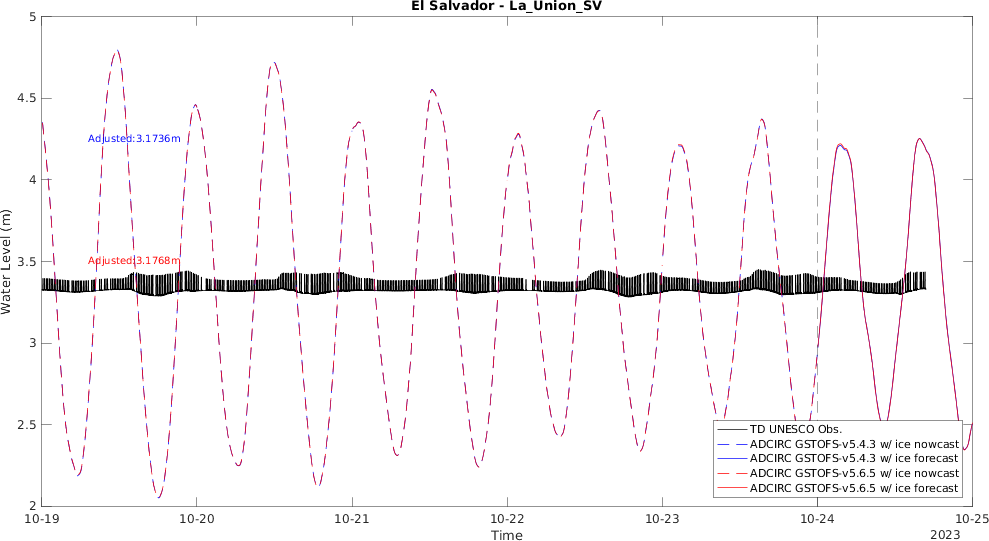 El Salvador - La_Union_SV
Water Level (m)
5
4.5
4
3.5
3
2.5
2
Adjusted:3.1736m
Adjusted:3.1768m
TD UNESCO Obs.
ADCIRC GSTOFS-v5.4.3 w/ ice nowcast
ADCIRC GSTOFS-v5.4.3 w/ ice forecast
ADCIRC GSTOFS-v5.6.5 w/ ice nowcast
ADCIRC GSTOFS-v5.6.5 w/ ice forecast
10-19 10-20 10-21 10-22 10-23 10-24 10-25
Time
2023